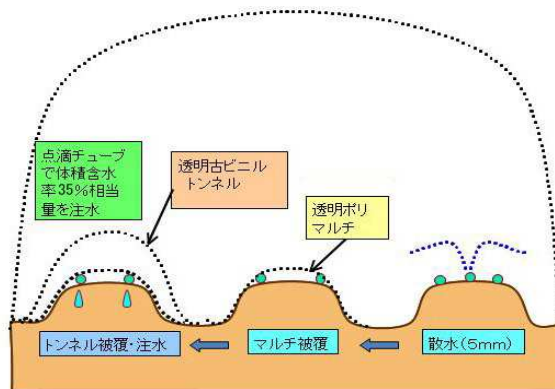 点滴チューブ
で体積含水
率35%相当
量を注水
透明古ビニル
トンネル
透明ポリ
マルチ
トンネル被覆・注水
マルチ被覆
散水(5mm)